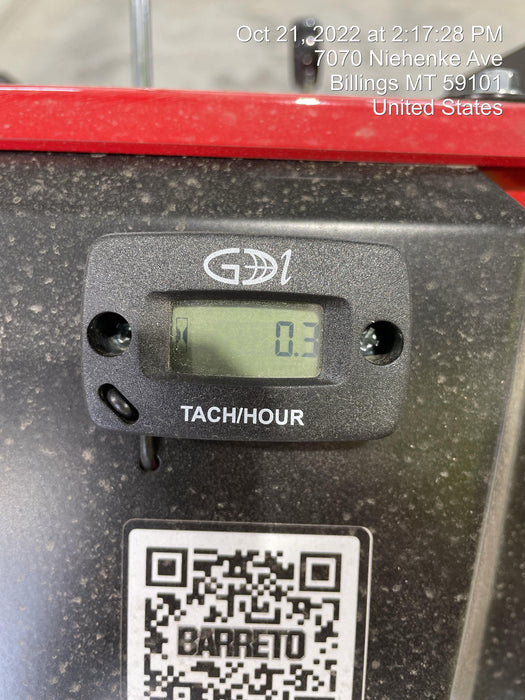 Oct 21, 2022 at 2:17:28 PM
7070 Niehenke Ave
Billings MT 59101
United States
GDI
0.3
TACH/HOUR
BARRETO